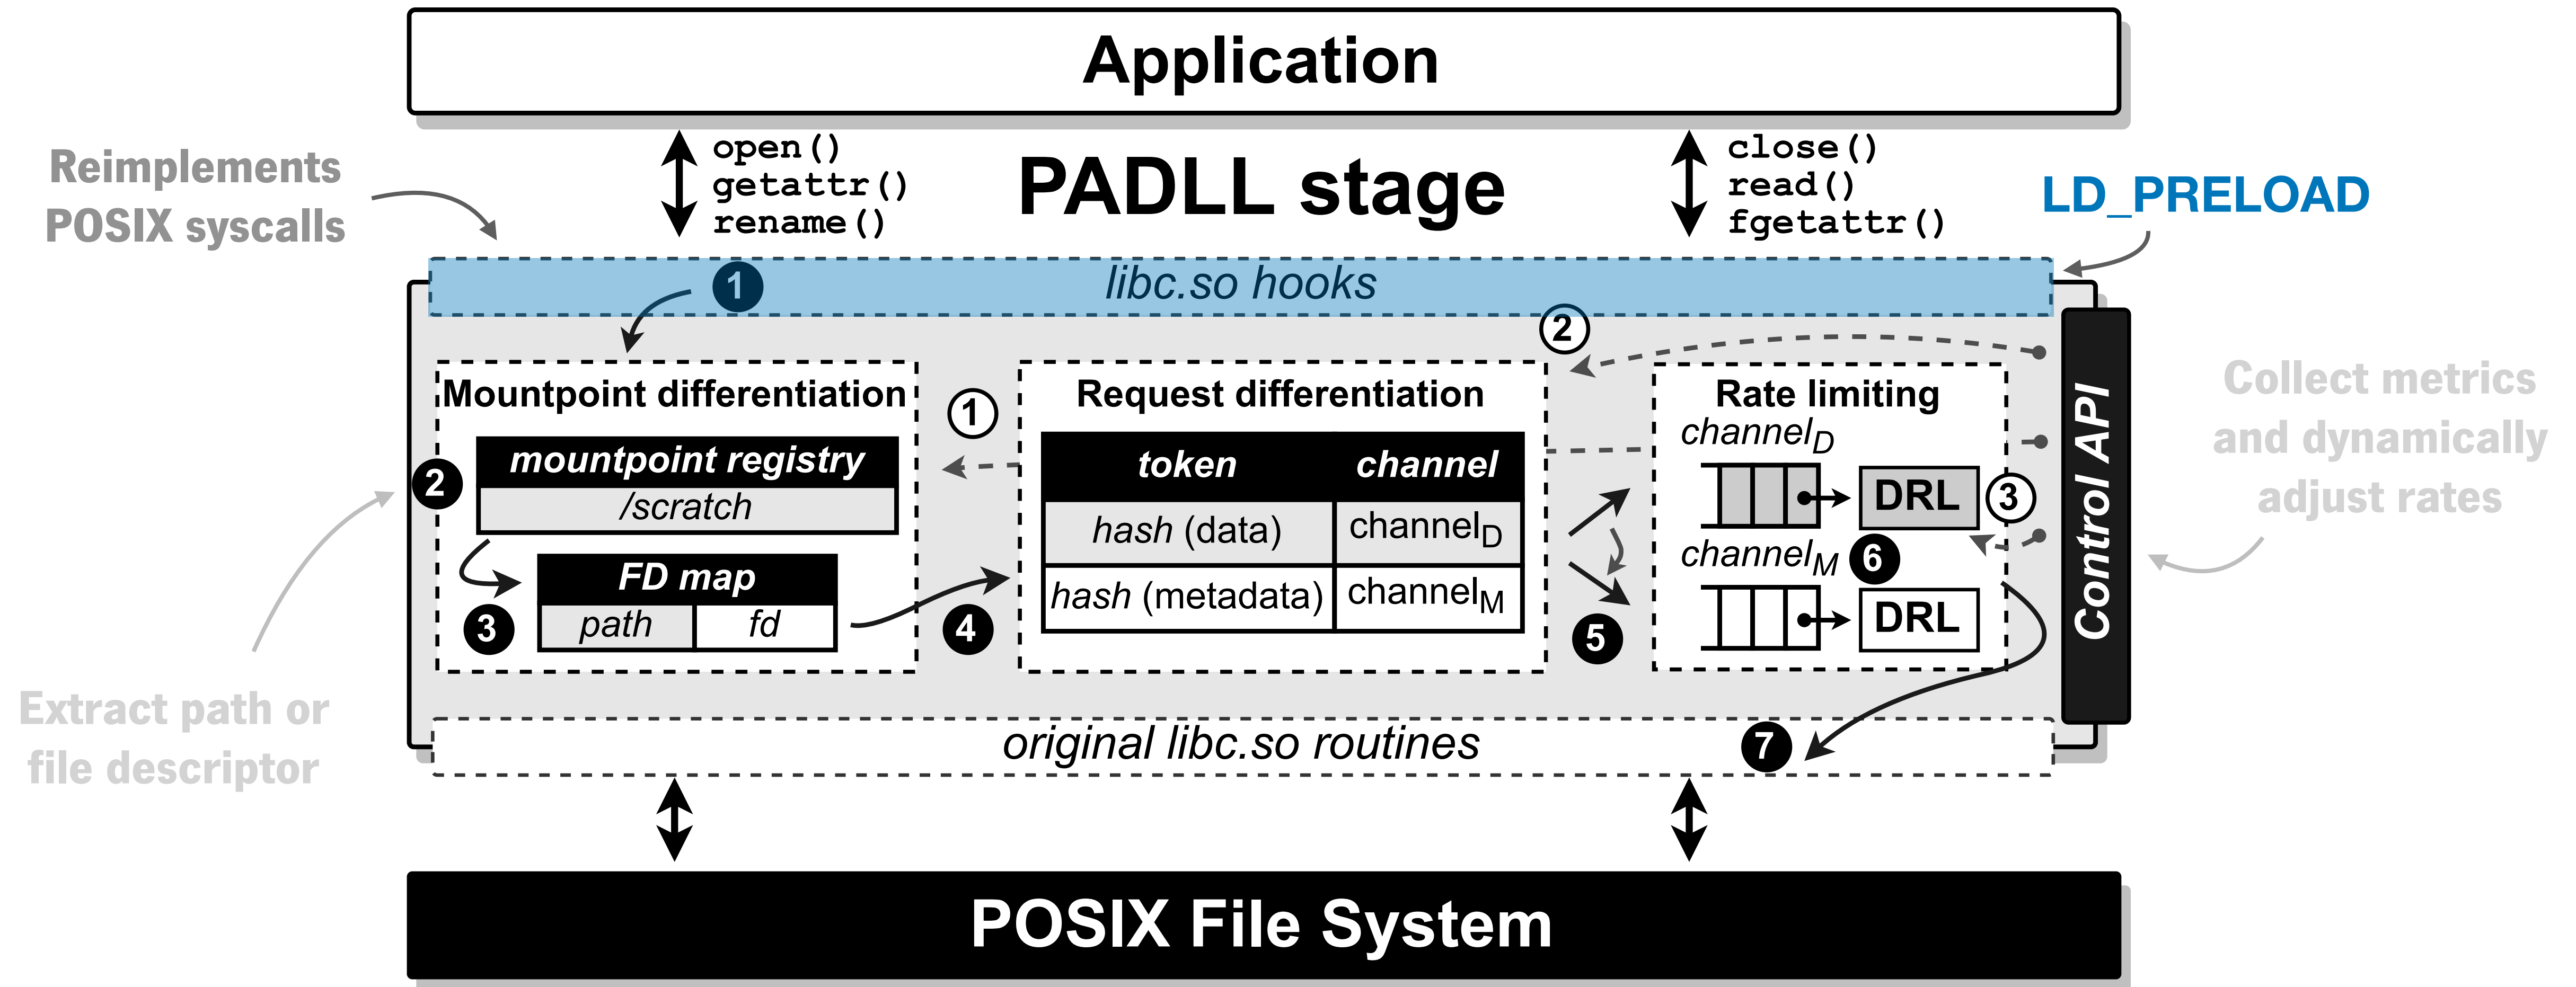 Application
Reimplements
POSIX syscalls
open()
getattr()
rename()
PADLL stage
close()
read()
fgetattr()
LD_PRELOAD
1
libc.so hooks
2
Mountpoint differentiation
1
Request differentiation
Rate limiting
mountpoint registry
/scratch
2
FD map
path fd
3
4
token channel
hash (data) channelD
hash (metadata) channelM
5
channelD
DRL
3
channelM
6
DRL
Control API
Collect metrics
and dynamically
adjust rates
Extract path or
file descriptor
original libc.so routines
7
POSIX File System